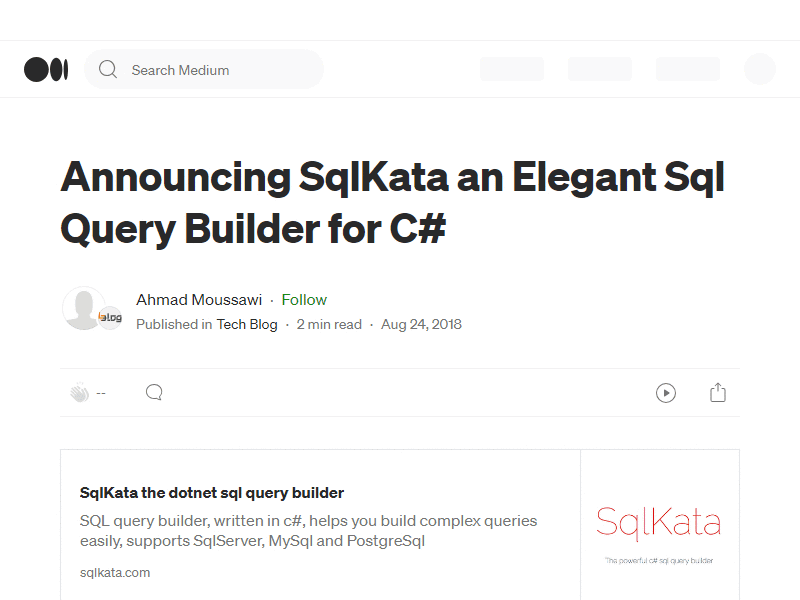 Search Medium
Announcing SqlKata an Elegant Sql
Query Builder for C#
Ahmad Moussawi · Follow
Blog
Published in Tech Blog · 2 min read · Aug 24, 2018
--
SqlKata the dotnet sql query builder
SQL query builder, written in c#, helps you build complex queries
easily, supports SqlServer, MySql and PostgreSql
sqlkata.com
SqlKata
The powerful c# sql query builder